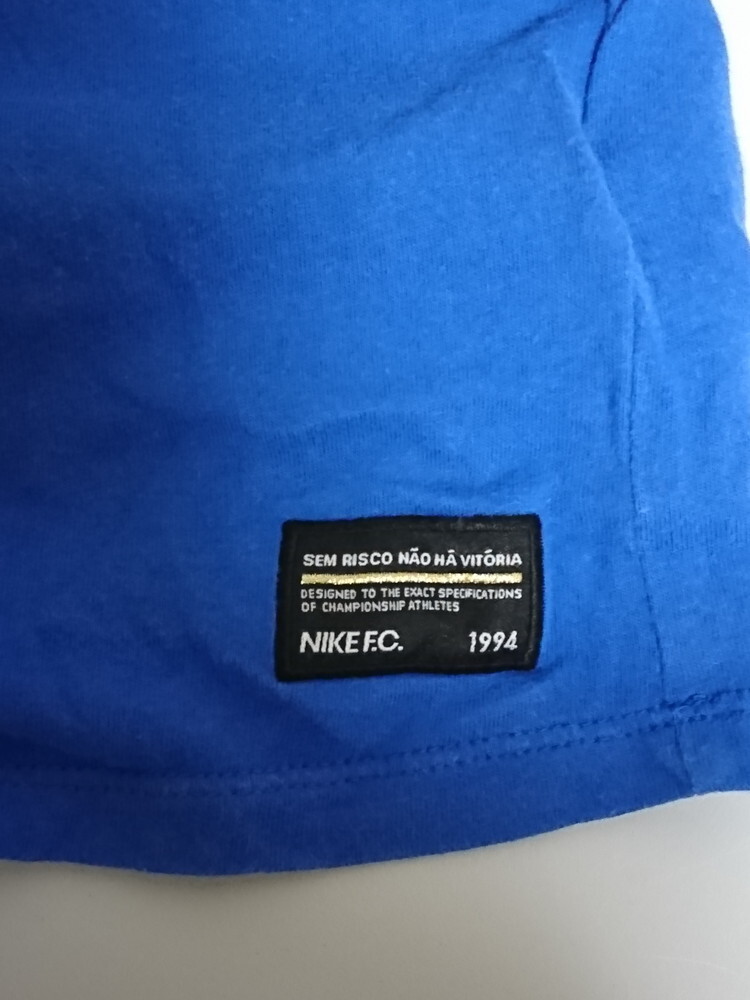 SEM RISCO NÃO HÁ VITÓRIA
DESIGNED TO THE EXACT SPECIFICATIONS
OF CHAMPIONSHIP ATHLETES
NIKE F.C. 1994